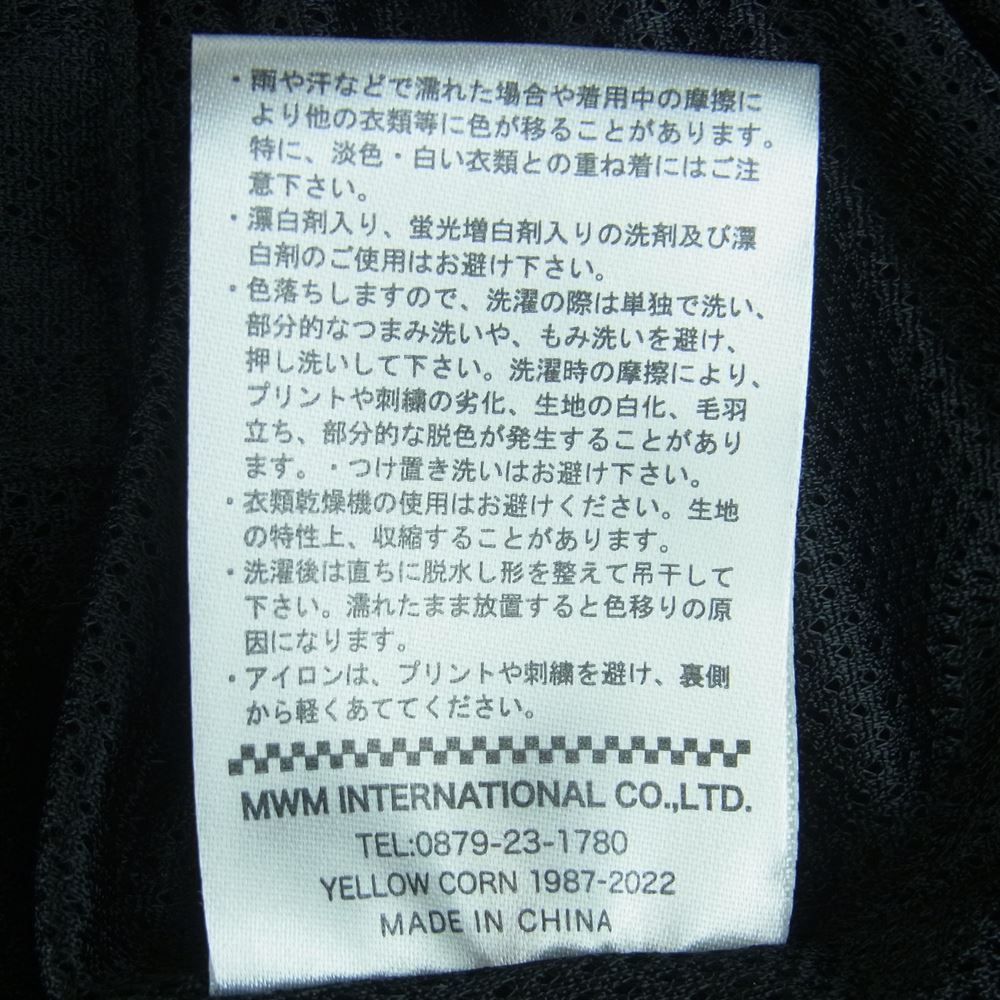 ・雨や汗などで濡れた場合や着用中の摩擦に
より他の衣類等に色が移ることがあります。
特に、淡色・白い衣類との重ね着にはご注
意下さい。
・漂白剤入り、蛍光増白剤入りの洗剤及び漂
白剤のご使用はお避け下さい。
・色落ちしますので、洗濯の際は単独で洗い、
部分的なつまみ洗いや、もみ洗いを避け、
押し洗いして下さい。洗濯時の摩擦により、
プリントや刺繍の劣化、生地の白化、毛羽
立ち、部分的な脱色が発生することがあり
ます。・つけ置き洗いはお避け下さい。
・衣類乾燥機の使用はお避けください。生地
の特性上、収縮することがあります。
・洗濯後は直ちに脱水し形を整えて吊干して
下さい。濡れたまま放置すると色移りの原
因になります。
・アイロンは、プリントや刺繍を避け、裏側
から軽くあててください。
MWM INTERNATIONAL CO.,LTD.
TEL:0879-23-1780
YELLOW CORN 1987-2022
MADE IN CHINA